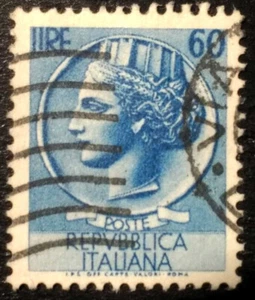 LIRE 60
POSTE
REPVBBLICA
ITALIANA
I.P.S. OFF. CARTE VALORI - ROMA